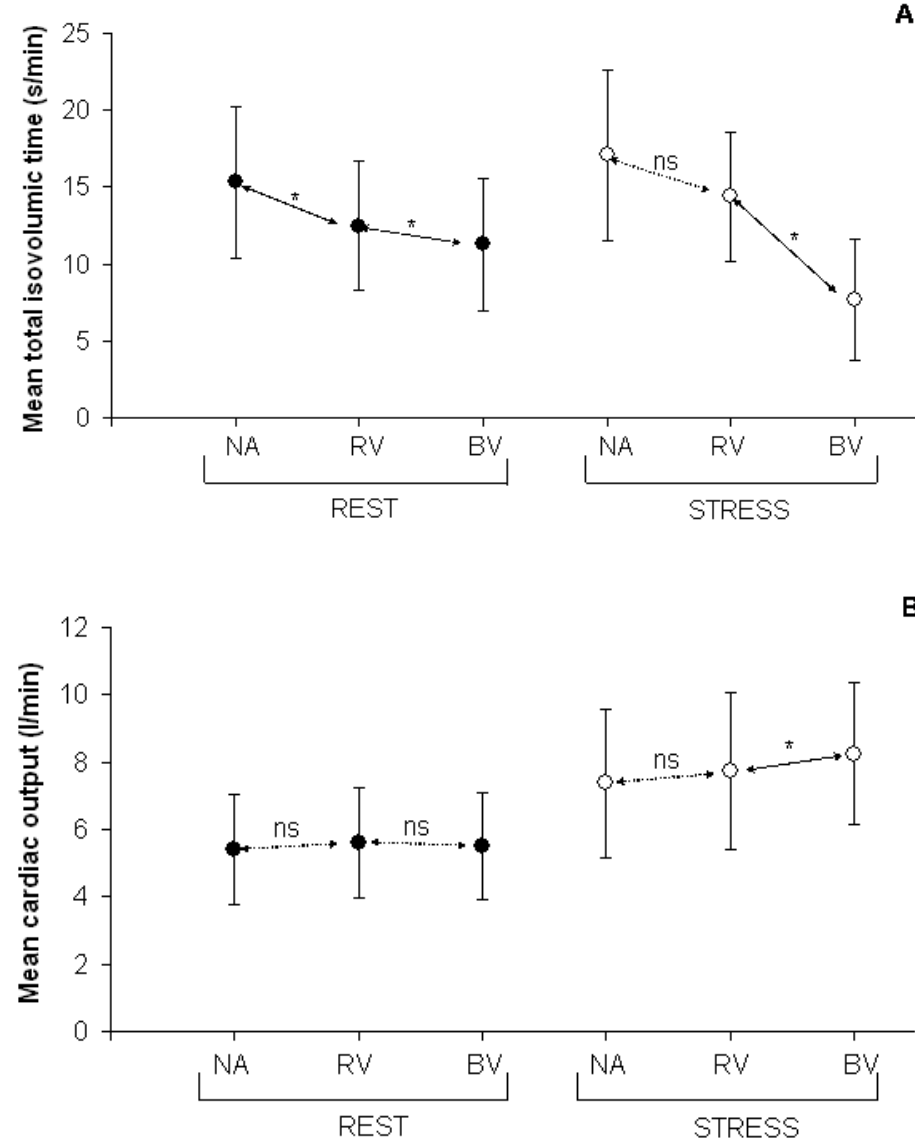 A
Mean total isovolumic time (s/min)
25
20
15
10
5
0
* * ns *
NA RV BV NA RV BV
REST STRESS
B
Mean cardiac output (l/min)
12
10
8
6
4
2
0
ns ns ns *
NA RV BV NA RV BV
REST STRESS